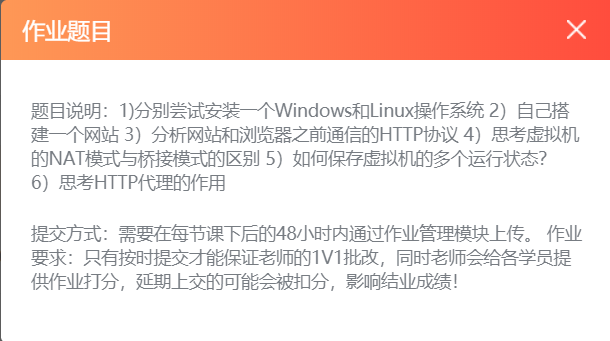 作业题目
题目说明：1)分别尝试安装一个Windows和Linux操作系统 2）自己搭
建一个网站 3）分析网站和浏览器之前通信的HTTP协议 4）思考虚拟机
的NAT模式与桥接模式的区别 5）如何保存虚拟机的多个运行状态？
6）思考HTTP代理的作用
提交方式：需要在每节课下后的48小时内通过作业管理模块上传。 作业
要求：只有按时提交才能保证老师的1V1批改，同时老师会给各学员提
供作业打分，延期上交的可能会被扣分，影响结业成绩！